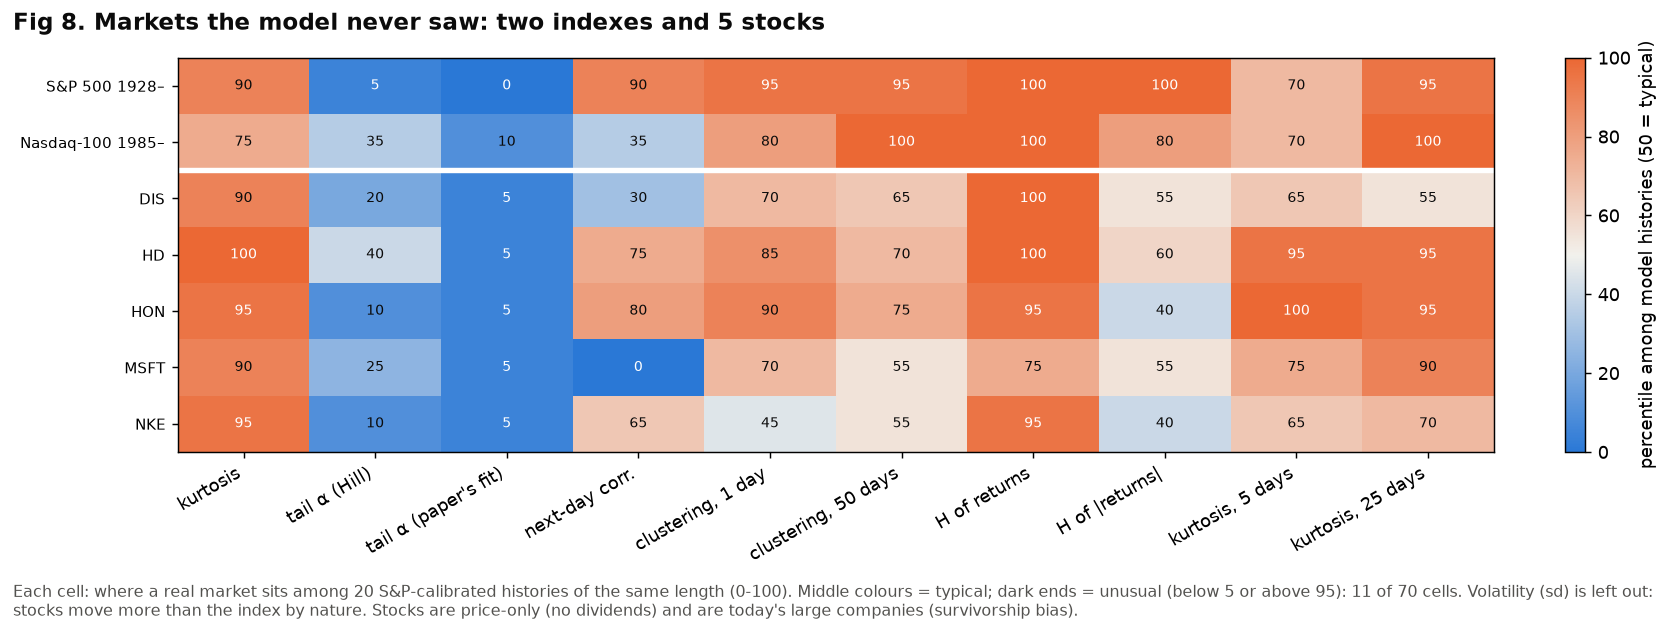 Fig 8. Markets the model never saw: two indexes and 5 stocks
S&P 500 1928– 90 5 0 90 95 95 100 100 70 95
Nasdaq-100 1985– 75 35 10 35 80 100 100 80 70 100
DIS 90 20 5 30 70 65 100 55 65 55
HD 100 40 5 75 85 70 100 60 95 95
HON 95 10 5 80 90 75 95 40 100 95
MSFT 90 25 5 0 70 55 75 55 75 90
NKE 95 10 5 65 45 55 95 40 65 70
kurtosis
tail α (Hill)
tail α (paper's fit)
next-day corr.
clustering, 1 day
clustering, 50 days
H of returns
H of |returns|
kurtosis, 5 days
kurtosis, 25 days
100
80
60
40
20
0
percentile among model histories (50 = typical)
Each cell: where a real market sits among 20 S&P-calibrated histories of the same length (0-100). Middle colours = typical; dark ends = unusual (below 5 or above 95): 11 of 70 cells. Volatility (sd) is left out:
stocks move more than the index by nature. Stocks are price-only (no dividends) and are today's large companies (survivorship bias).